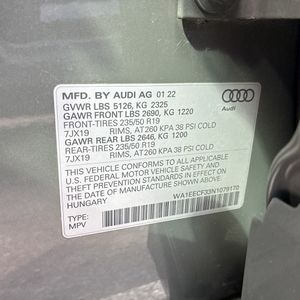 MFD. BY AUDI AG 01 22
GVWR LBS 5126, KG 2325
GAWR FRONT LBS 2690, KG 1220
FRONT-TIRES 235/50 R19
7JX19 RIMS, AT260 KPA 38 PSI COLD
GAWR REAR LBS 2646, KG 1200
REAR-TIRES 235/50 R19
7JX19 RIMS, AT260 KPA 38 PSI COLD
THIS VEHICLE CONFORMS TO ALL APPLICABLE
U.S. FEDERAL MOTOR VEHICLE SAFETY AND
THEFT PREVENTION STANDARDS IN EFFECT ON
THE DATE OF MANUFACTURE SHOWN ABOVE.
HUNGARY
WA1EECF33N1079170
TYPE:
MPV